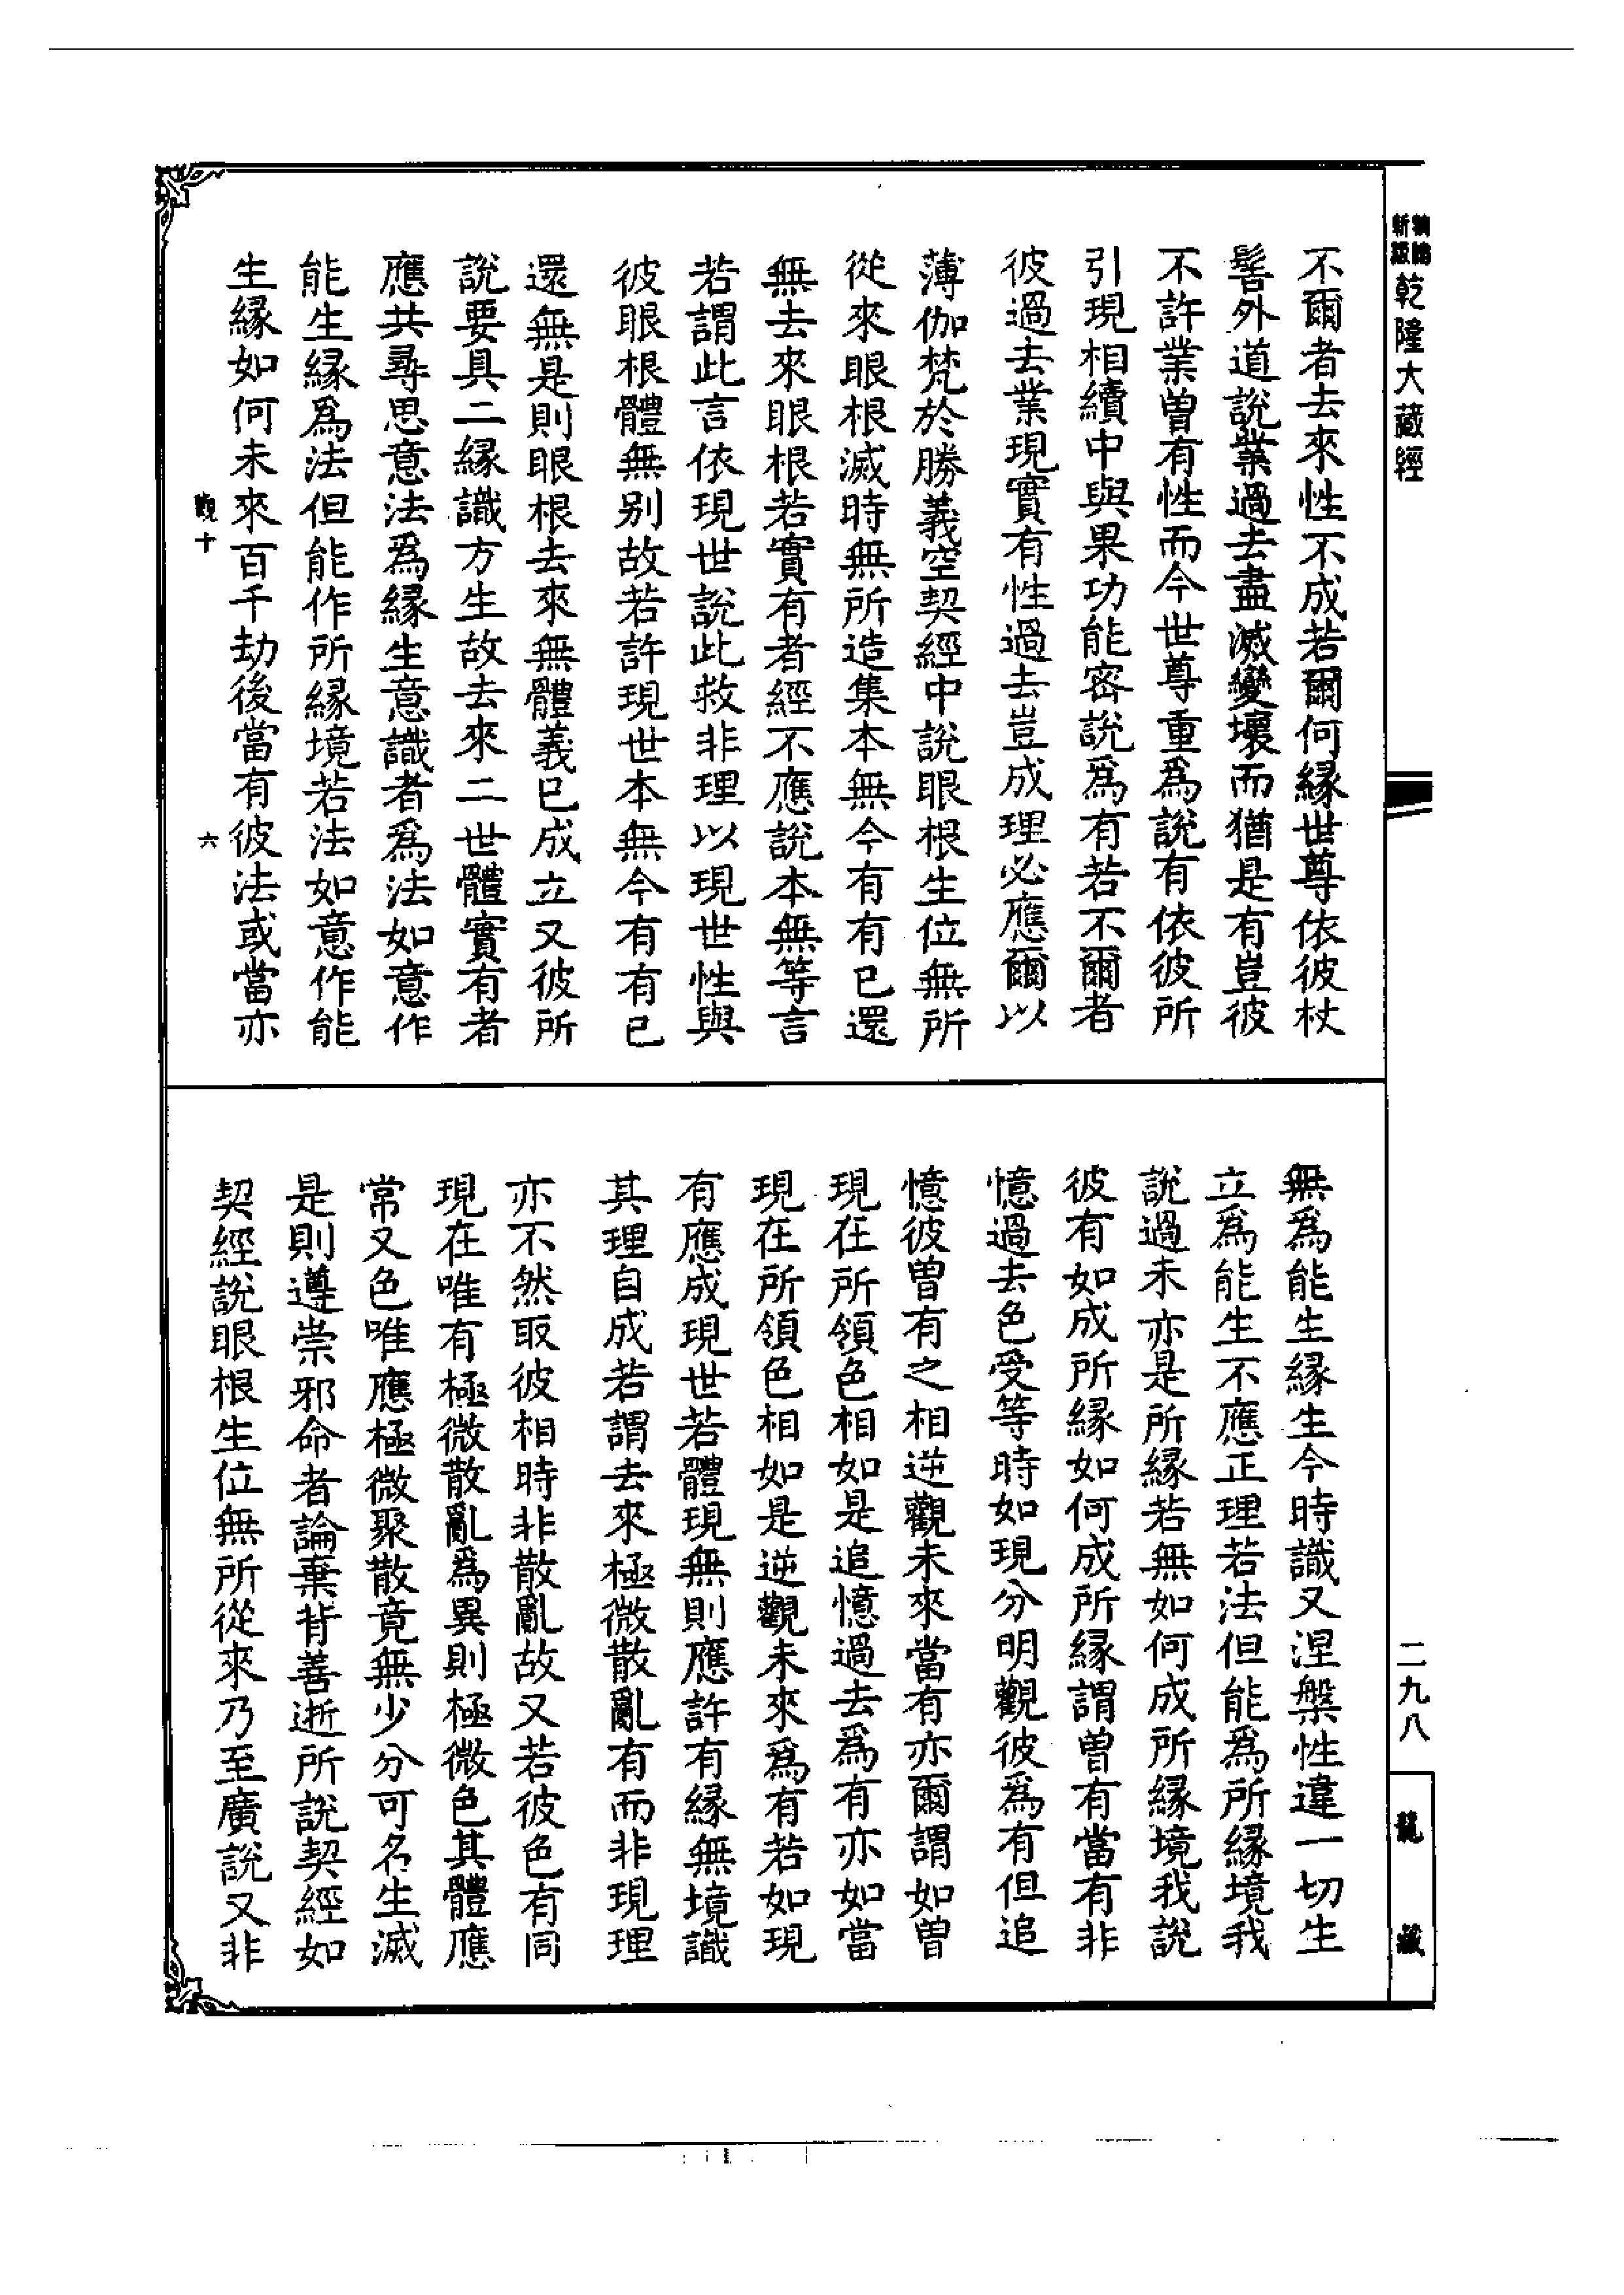 新編
縮版
乾隆大藏經
不爾者去來性不成若爾何緣世尊依彼杖
髻外道說業過去盡滅變壞而猶是有豈彼
不許業曾有性而今世尊重為說有依彼所
引現相續中與果功能密說為有若不爾者
彼過去業現實有性過去豈成理必應爾以
薄伽梵於勝義空契經中說眼根生位無所
從來眼根滅時無所造集本無今有有已還
無去來眼根若實有者經不應說本無等言
若謂此言依現世說此救非理以現世性與
彼眼根體無別故若許現世本無今有有已
還無是則眼根去來無體義已成立又彼所
說要具二緣識方生故去來二世體實有者
應共尋思意法為緣生意識者為法如意作
能生緣為法但能作所緣境若法如意作能
生緣如何未來百千劫後當有彼法或當亦
觀十
六
無為能生緣生今時識又涅槃性違一切生
立為能生不應正理若法但能為所緣境我
說過未亦是所緣若無如何成所緣境我說
彼有如成所緣如何成所緣謂曾有當有非
憶過去色受等時如現分明觀彼為有但追
憶彼曾有之相逆觀未來當有亦爾謂如曾
現在所領色相如是追憶過去為有亦如當
現在所領色相如是逆觀未來為有若如現
有應成現世若體現無則應許有緣無境識
其理自成若謂去來極微散亂有而非現理
亦不然取彼相時非散亂故又若彼色有同
現在唯有極微散亂為異則極微色其體應
常又色唯應極微聚散竟無少分可名生滅
是則遵崇邪命者論棄背善逝所說契經如
契經說眼根生位無所從來乃至廣說又非
二九八
龍藏